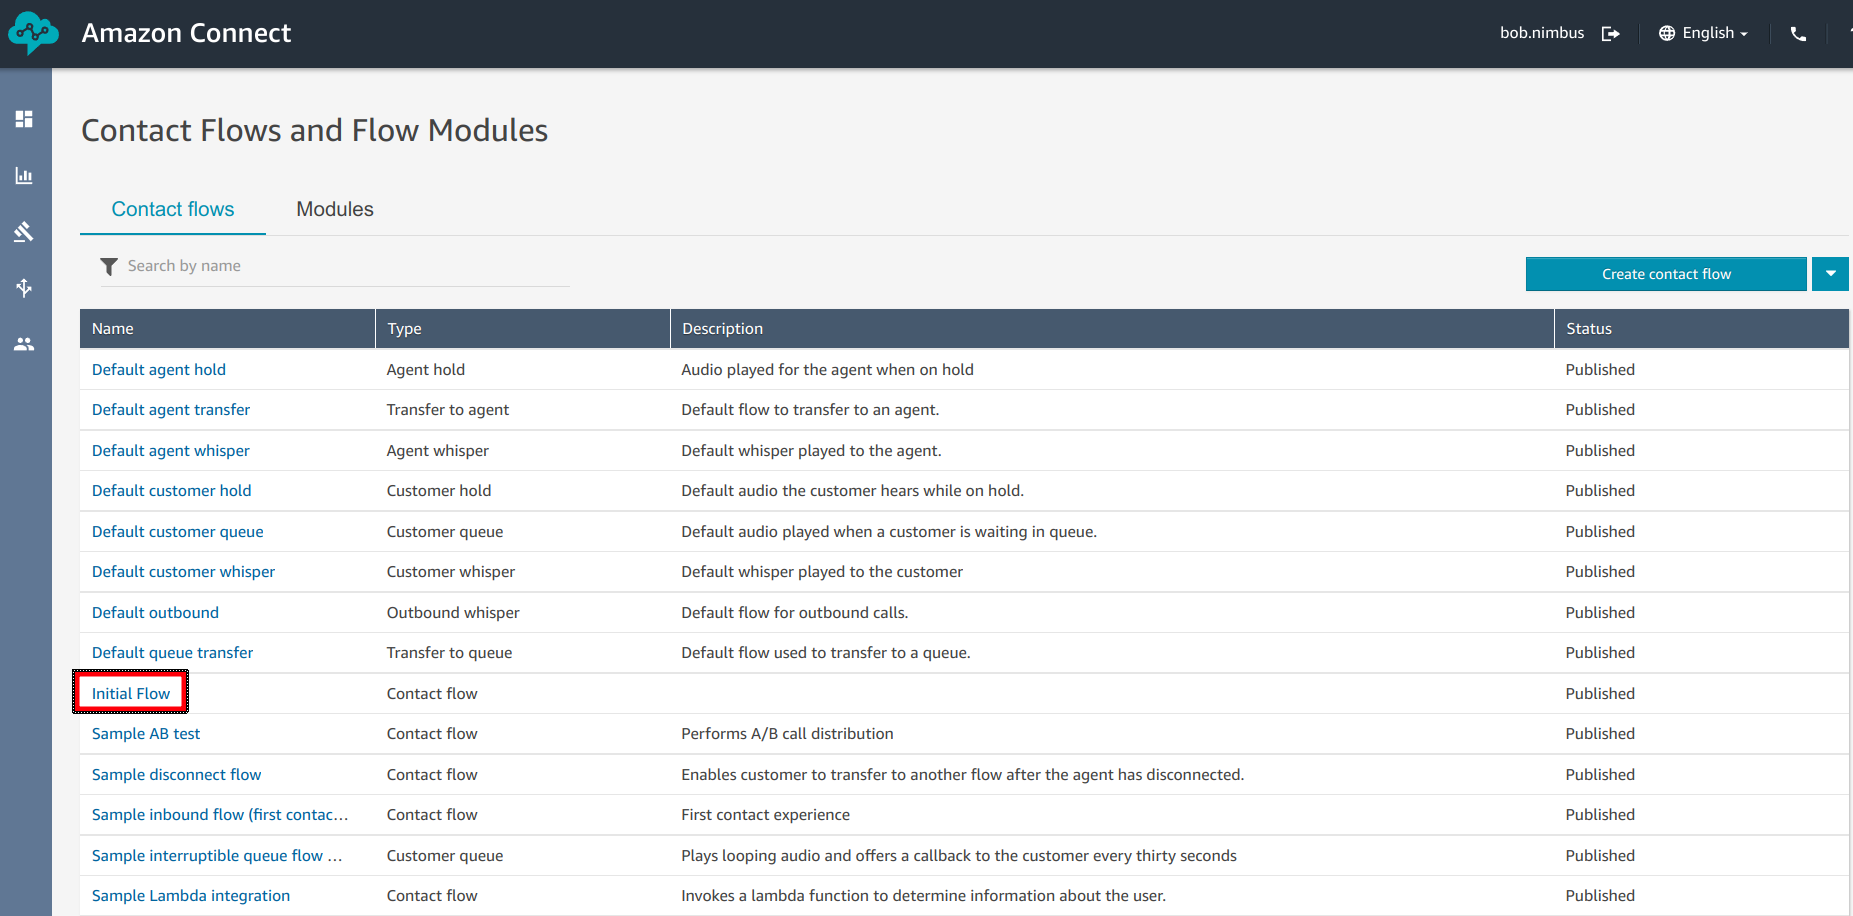 Amazon Connect
bob.nimbus English
Contact Flows and Flow Modules
Contact flows Modules
Search by name
Create contact flow
Name Type Description Status
Default agent hold Agent hold Audio played for the agent when on hold Published
Default agent transfer Transfer to agent Default flow to transfer to an agent. Published
Default agent whisper Agent whisper Default whisper played to the agent. Published
Default customer hold Customer hold Default audio the customer hears while on hold. Published
Default customer queue Customer queue Default audio played when a customer is waiting in queue. Published
Default customer whisper Customer whisper Default whisper played to the customer Published
Default outbound Outbound whisper Default flow for outbound calls. Published
Default queue transfer Transfer to queue Default flow used to transfer to a queue. Published
Initial Flow Contact flow Published
Sample AB test Contact flow Performs A/B call distribution Published
Sample disconnect flow Contact flow Enables customer to transfer to another flow after the agent has disconnected. Published
Sample inbound flow (first contac... Contact flow First contact experience Published
Sample interruptible queue flow ... Customer queue Plays looping audio and offers a callback to the customer every thirty seconds Published
Sample Lambda integration Contact flow Invokes a lambda function to determine information about the user. Published